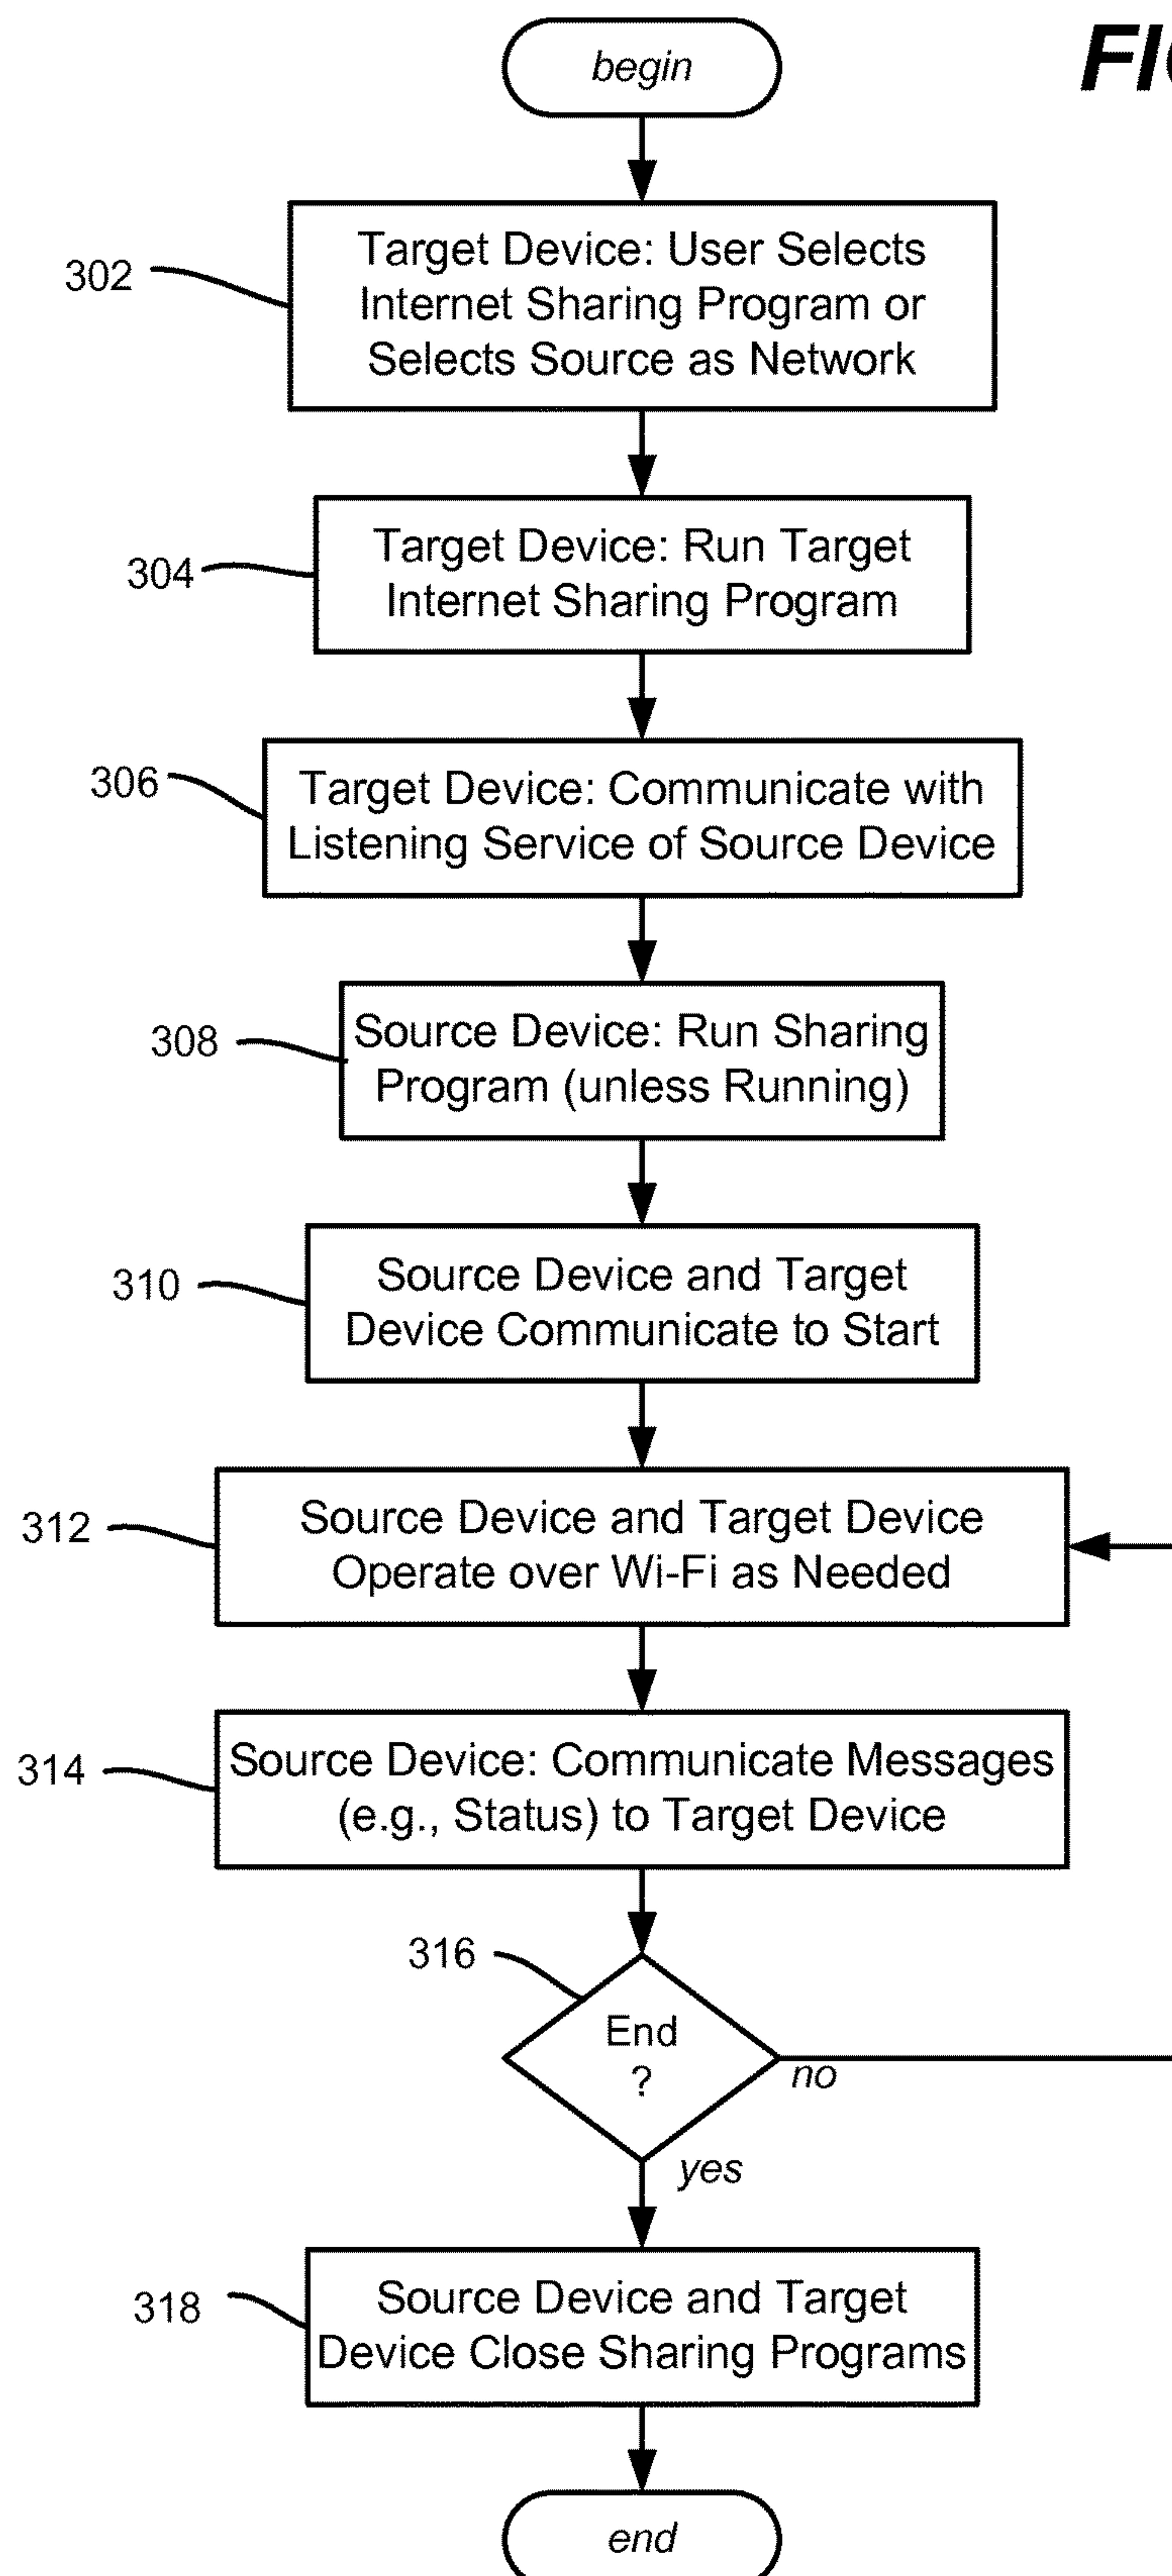 begin
FIG
302
Target Device: User Selects
Internet Sharing Program or
Selects Source as Network
304
Target Device: Run Target
Internet Sharing Program
306
Target Device: Communicate with
Listening Service of Source Device
308
Source Device: Run Sharing
Program (unless Running)
310
Source Device and Target
Device Communicate to Start
312
Source Device and Target Device
Operate over Wi-Fi as Needed
314
Source Device: Communicate Messages
(e.g., Status) to Target Device
316
End
?
no
yes
318
Source Device and Target
Device Close Sharing Programs
end